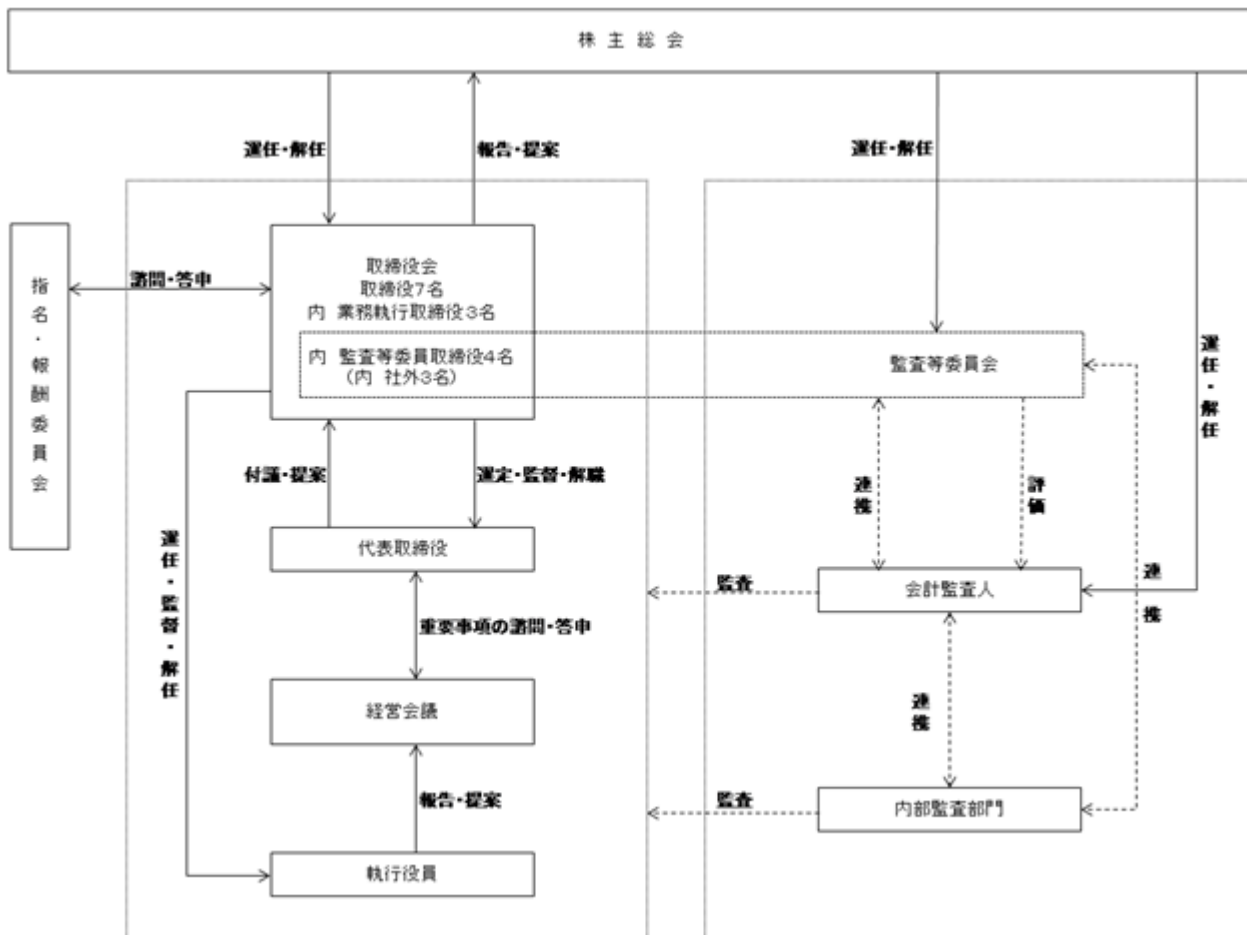 株主総会
選任・解任
報告・提案
選任・解任
選任・解任
指名・報酬委員会
諮問・答申
取締役会
取締役7名
内 業務執行取締役3名
内 監査等委員取締役4名
(内 社外3名)
監査等委員会
付議・提案
選定・監督・解職
連携
評価
選任・監督・解任
代表取締役
監査
会計監査人
連携
重要事項の諮問・答申
経営会議
連携
報告・提案
監査
内部監査部門
執行役員